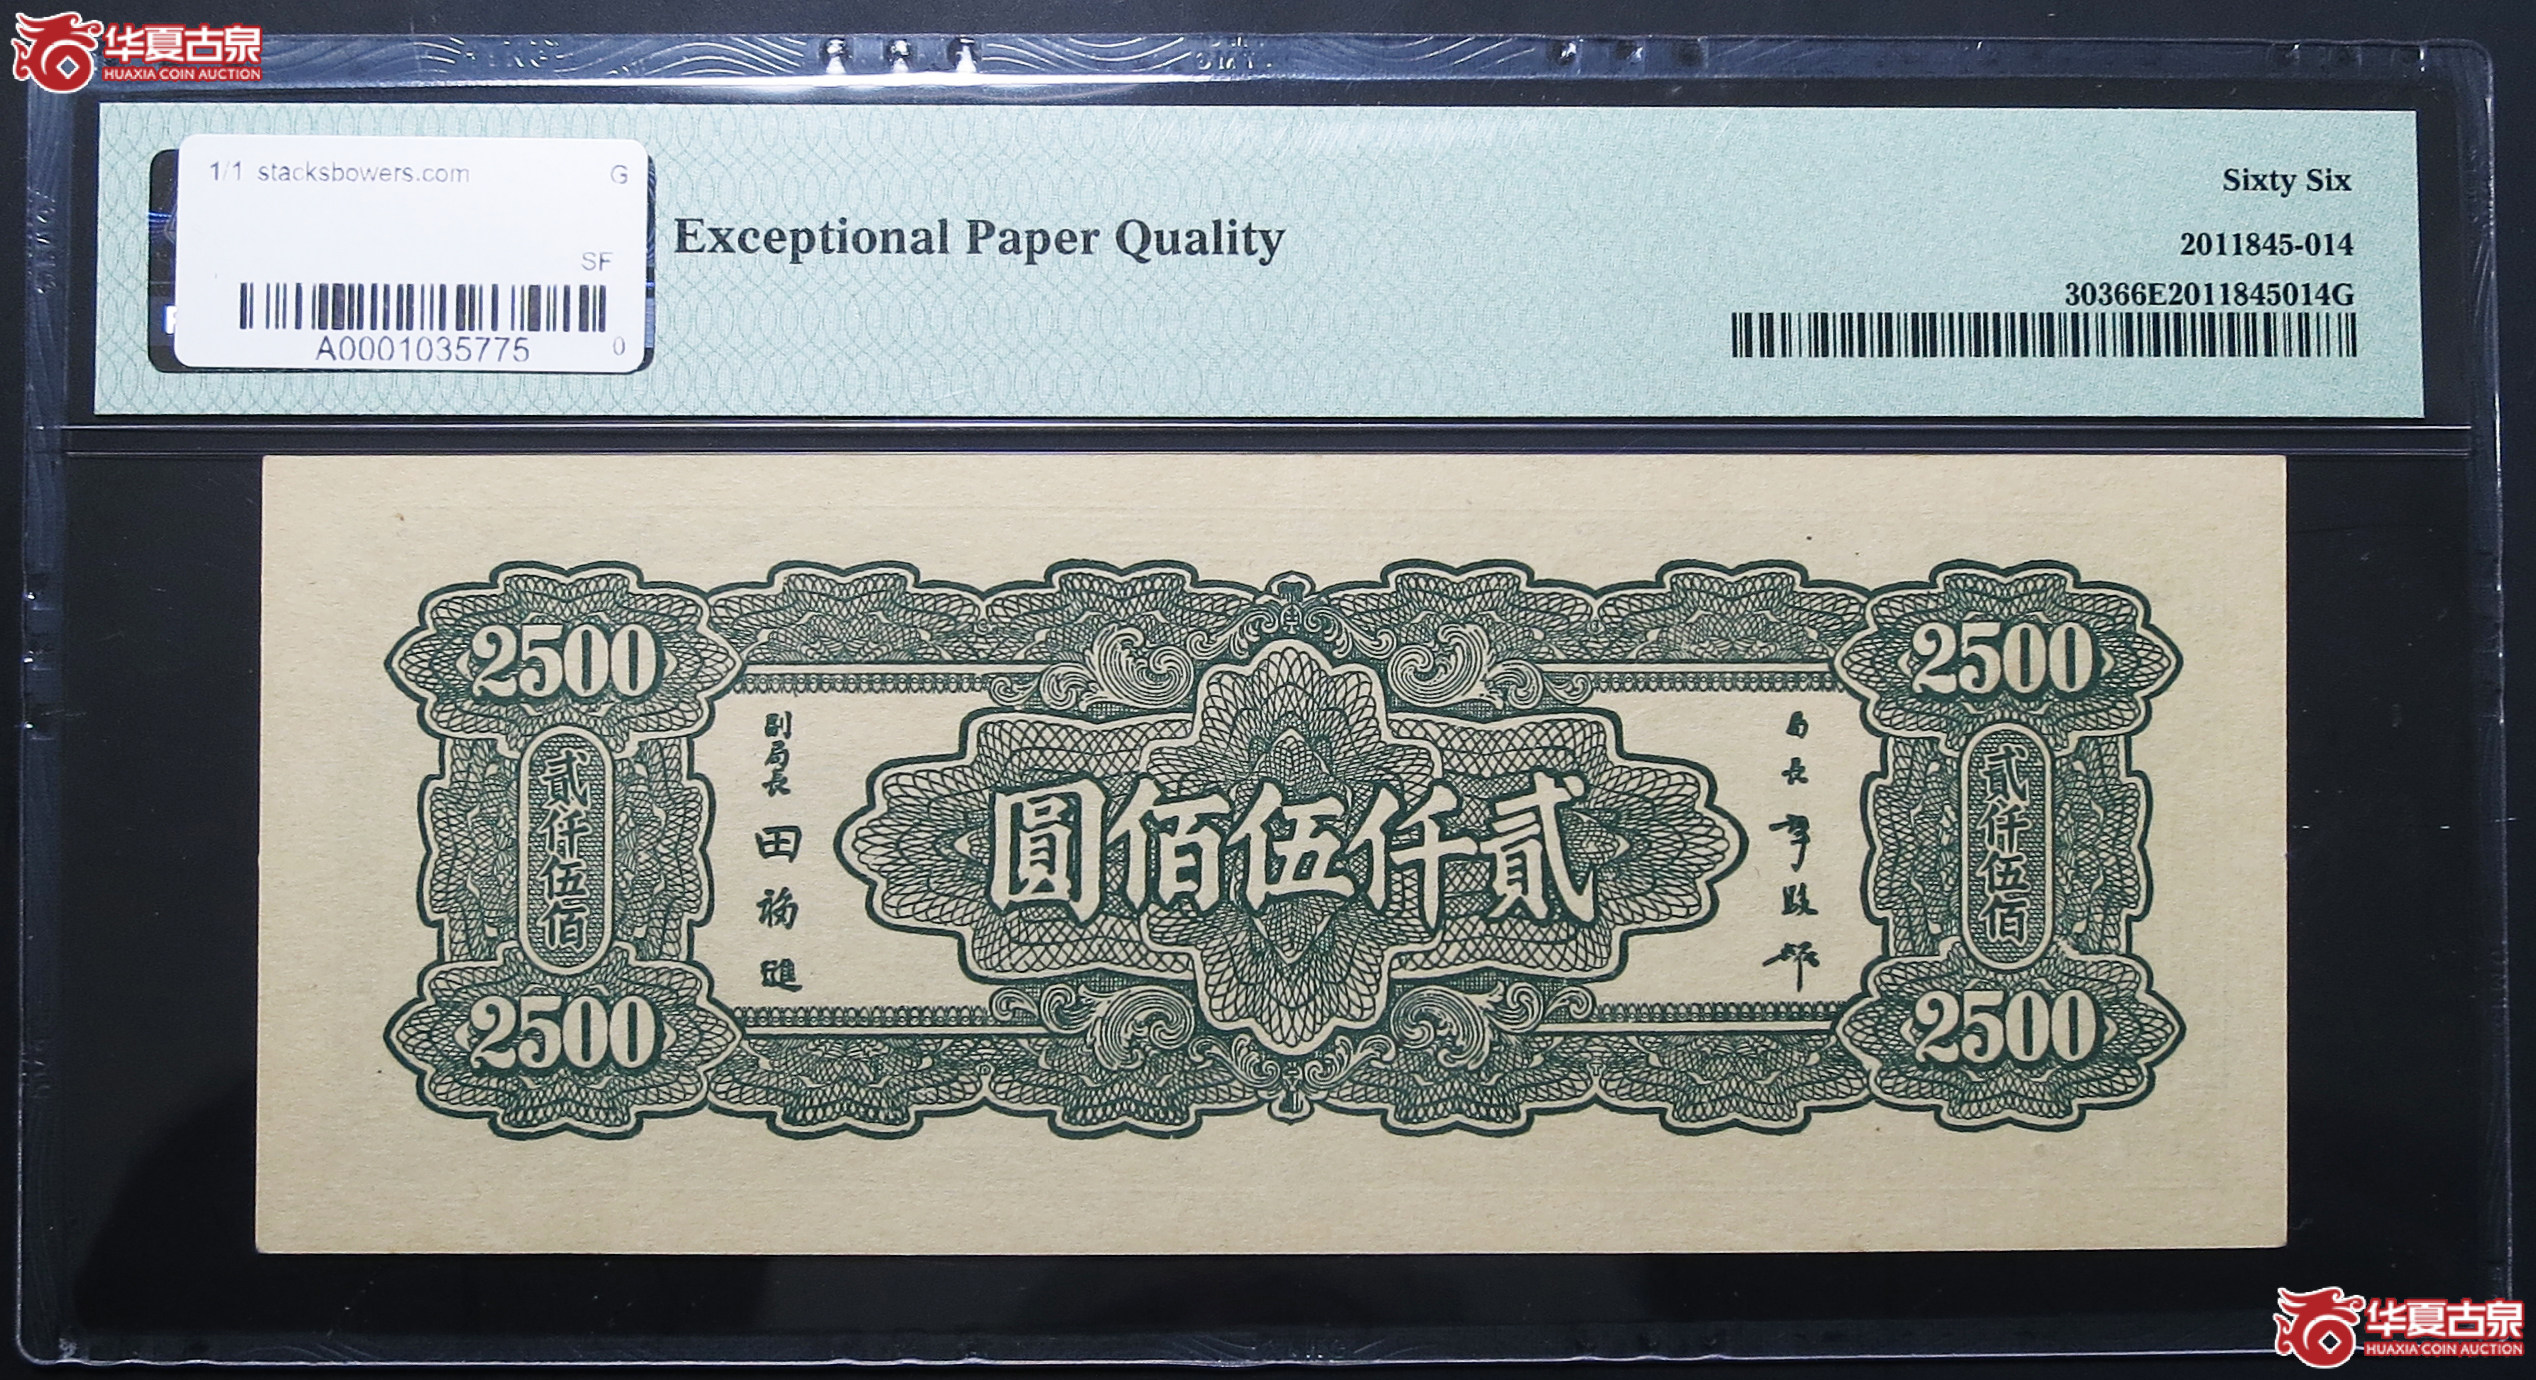 华夏古泉
HUAXIA COIN AUCTION
1/1 stacksbowers.com G
SF
A0001035775 0
Exceptional Paper Quality
Sixty Six
2011845-014
30366E2011845014G
2500
2500
貳仟伍佰
副局長
田福進
圓佰伍仟貳
局長
貳仟伍佰
2500
2500
华夏古泉
HUAXIA COIN AUCTION